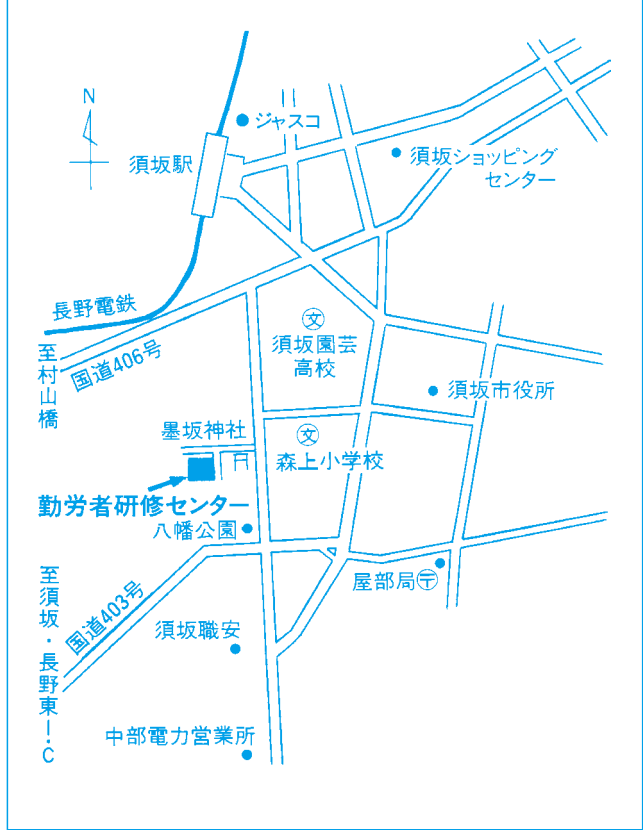 N
ジャスコ
須坂駅
須坂ショッピング
センター
長野電鉄
至村山橋
国道406号
文
須坂園芸
高校
須坂市役所
墨坂神社
文
森上小学校
勤労者研修センター
八幡公園
屋部局〒
至須坂・長野東I・C
国道403号
須坂職安
中部電力営業所